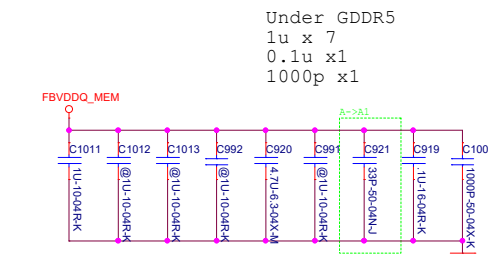 Under GDDR5
1u x 7
0.1u x1
1000p x1
FBVDDQ_MEM
A->A1
C1011
C1012
C1013
C992
C920
C991
C921
C919
C100
1U-10-04R-K
@1U-10-04R-K
@1U-10-04R-K
@1U-10-04R-K
4.7U-6.3-04X-M
@1U-10-04R-K
33P-50-04N-J
.1U-16-04R-K
1000P-50-04X-K